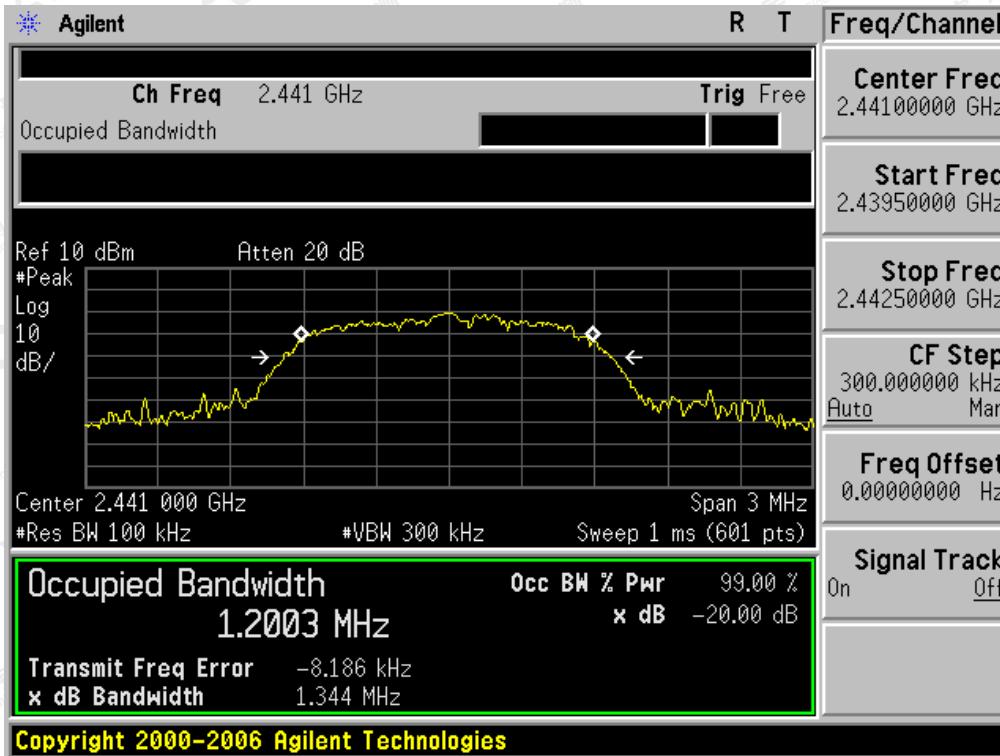 Agilent R T
Freq/Channel
Ch Freq 2.441 GHz Trig Free
Occupied Bandwidth
Center Freq
2.44100000 GHz
Start Freq
2.43950000 GHz
Stop Freq
2.44250000 GHz
CF Step
300.000000 kHz
Auto Man
Freq Offset
0.00000000 Hz
Signal Track
On Off
Ref 10 dBm Atten 20 dB
#Peak
Log
10
dB/
Center 2.441 000 GHz Span 3 MHz
#Res BW 100 kHz #VBW 300 kHz Sweep 1 ms (601 pts)
Occupied Bandwidth Occ BW % Pwr 99.00 %
1.2003 MHz x dB -20.00 dB
Transmit Freq Error -8.186 kHz
x dB Bandwidth 1.344 MHz
Copyright 2000-2006 Agilent Technologies